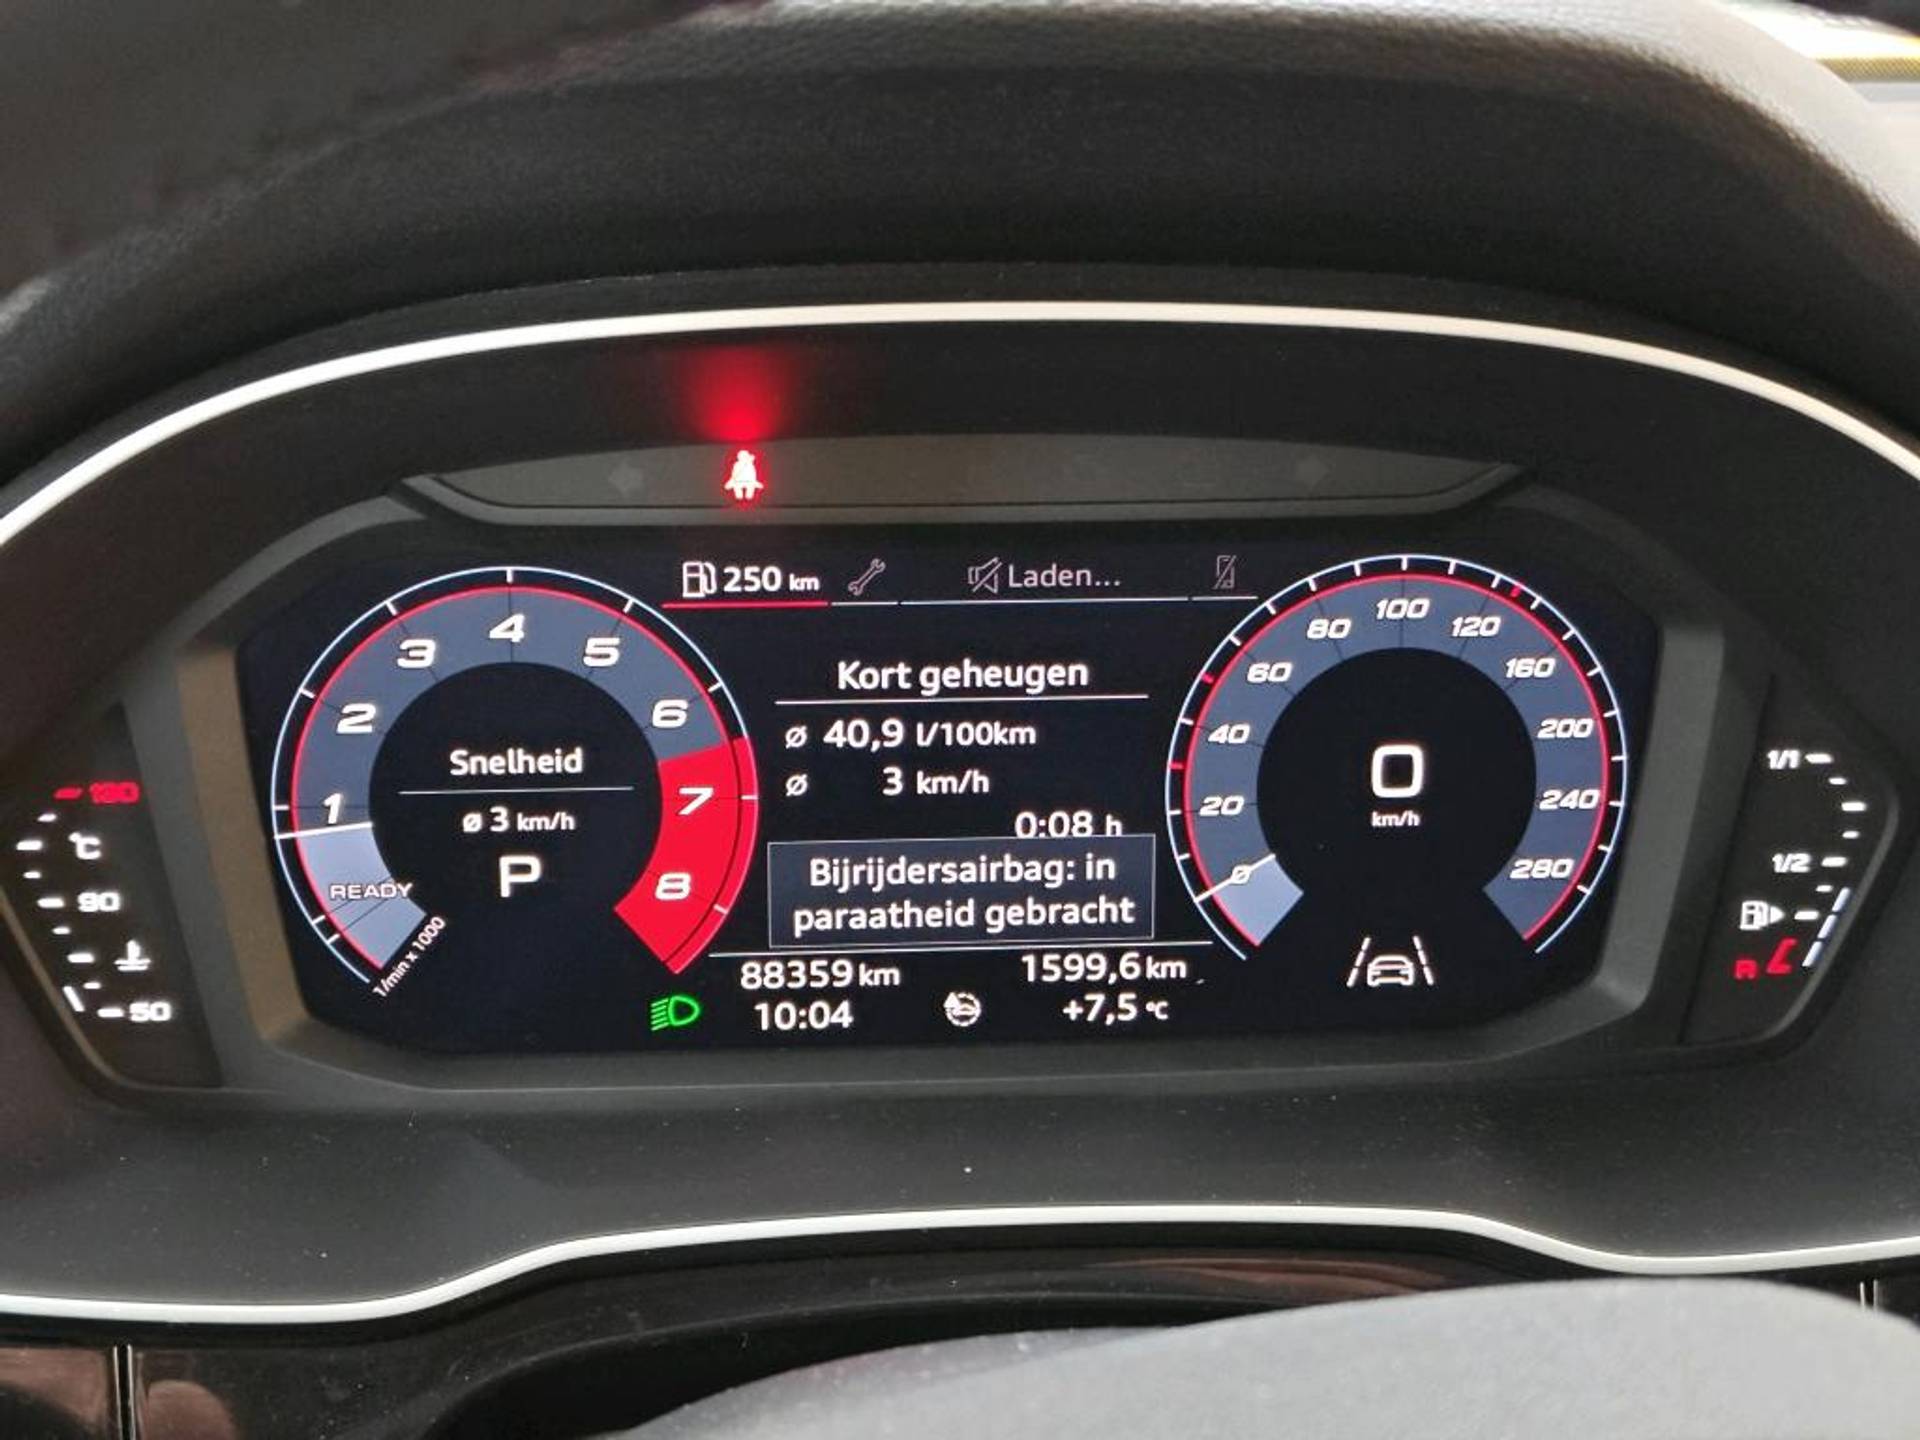 250 km
Laden...
4
3
5
2
6
1
7
8
READY
1/min x 1000
Snelheid
ø 3 km/h
P
Kort geheugen
ø 40,9 l/100km
ø 3 km/h
0:08 h
Bijrijdersairbag: in
paraatheid gebracht
88359 km
1599,6 km
10:04
+7,5 °C
100
80
120
60
160
40
200
20
240
0
280
0
km/h
130
°C
90
50
1/1
1/2
R